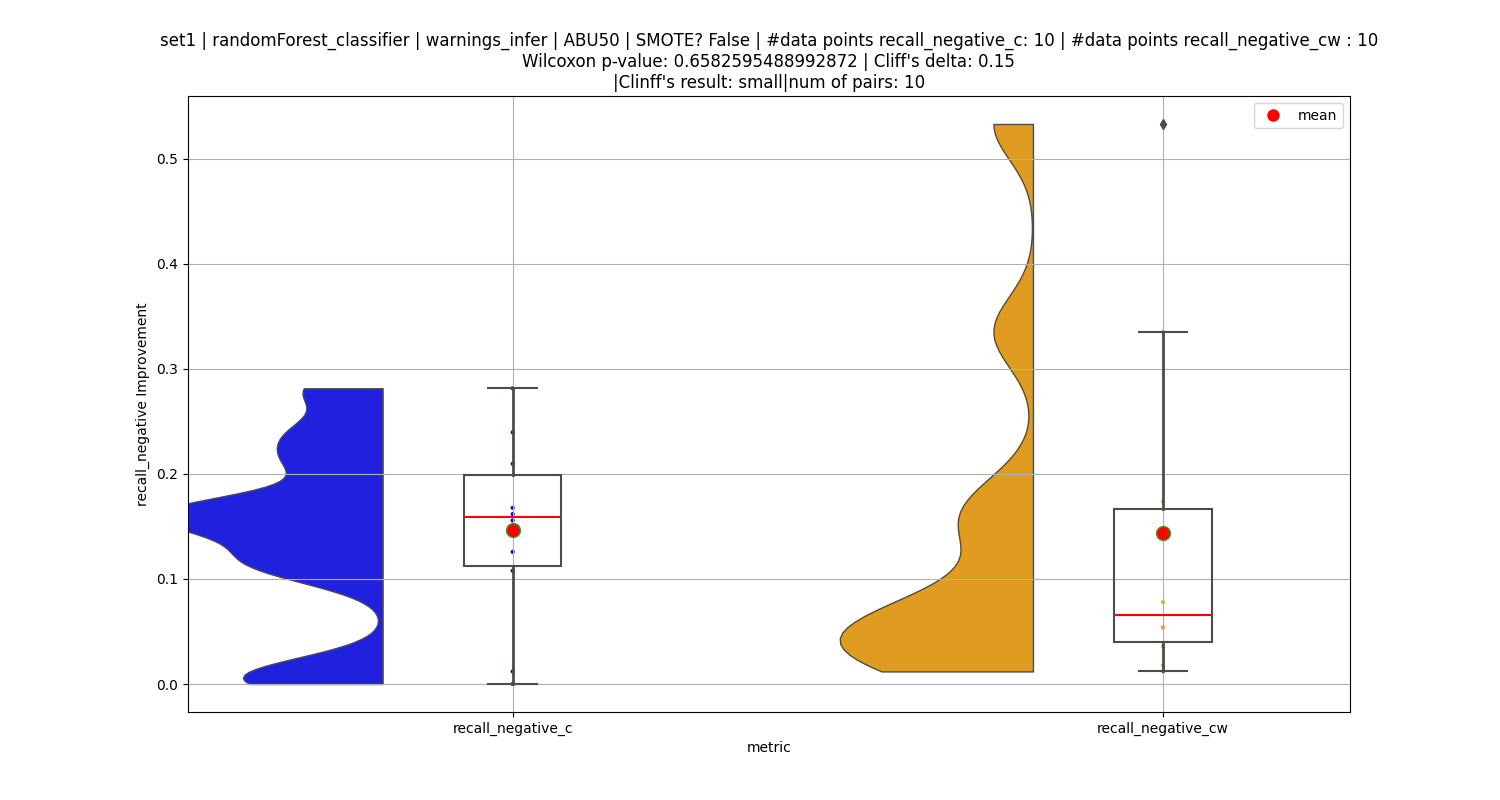 set1 | randomForest_classifier | warnings_infer | ABU50 | SMOTE? False | #data points recall_negative_c: 10 | #data points recall_negative_cw : 10
Wilcoxon p-value: 0.6582595488992872 | Cliff's delta: 0.15
|Clinff's result: small|num of pairs: 10
mean
0.5
0.4
0.3
0.2
0.1
0.0
recall_negative Improvement
recall_negative_c
recall_negative_cw
metric